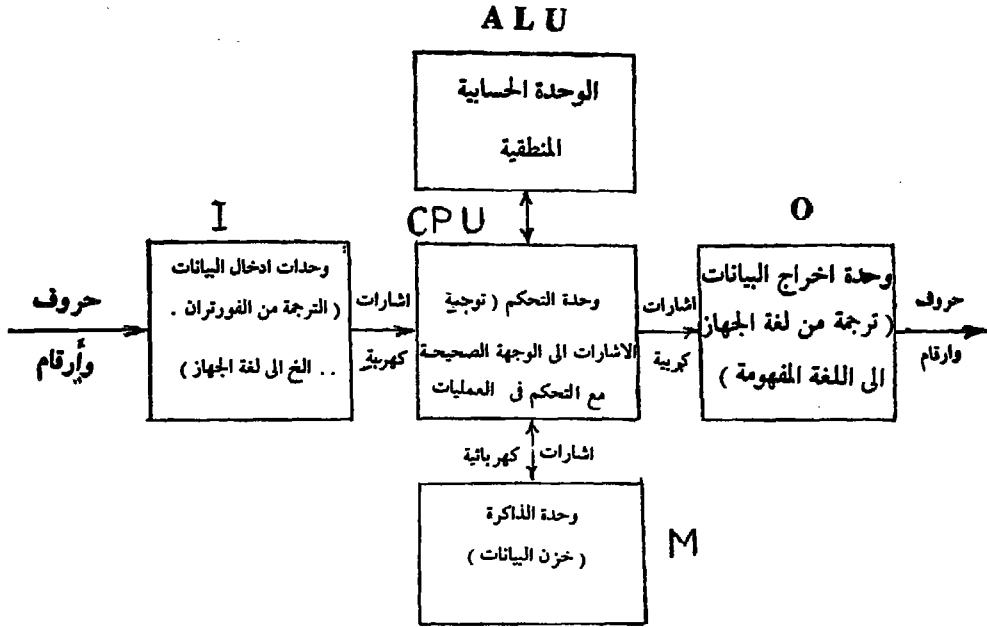 A L U
الوحدة الحسابية
المنطقية
I
CPU
O
حروف
وأرقام
وحدات ادخال البيانات
( الترجمة من الفورتران .
.. الخ الى لغة الجهاز )
اشارات
كهربية
وحدة التحكم ( توجية
الاشارات الى الوجهة الصحيحة
مع التحكم فى العمليات
اشارات
كهربية
وحدة اخراج البيانات
( ترجمة من لغة الجهاز
الى اللغة المفهومة )
حروف
وارقام
اشارات كهربائية
وحدة الذاكرة
( خزن البيانات )
M